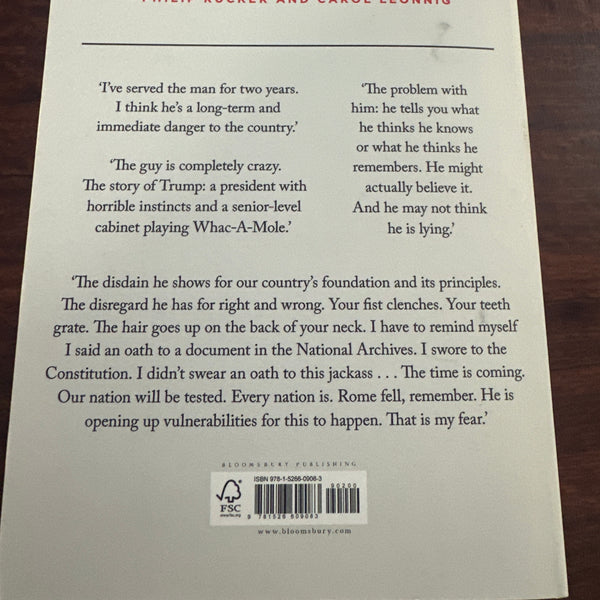 PHILIP RUCKER AND CAROL LEONNIG
‘I’ve served the man for two years.
I think he’s a long-term and
immediate danger to the country.’
‘The guy is completely crazy.
The story of Trump: a president with
horrible instincts and a senior-level
cabinet playing Whac-A-Mole.’
‘The problem with
him: he tells you what
he thinks he knows
or what he thinks he
remembers. He might
actually believe it.
And he may not think
he is lying.’
‘The disdain he shows for our country’s foundation and its principles.
The disregard he has for right and wrong. Your fist clenches. Your teeth
grate. The hair goes up on the back of your neck. I have to remind myself
I said an oath to a document in the National Archives. I swore to the
Constitution. I didn’t swear an oath to this jackass . . . The time is coming.
Our nation will be tested. Every nation is. Rome fell, remember. He is
opening up vulnerabilities for this to happen. That is my fear.’
BLOOMSBURY PUBLISHING
FSC
www.fsc.org
ISBN 978-1-5266-0906-3
90200
9 781526 609083
www.bloomsbury.com